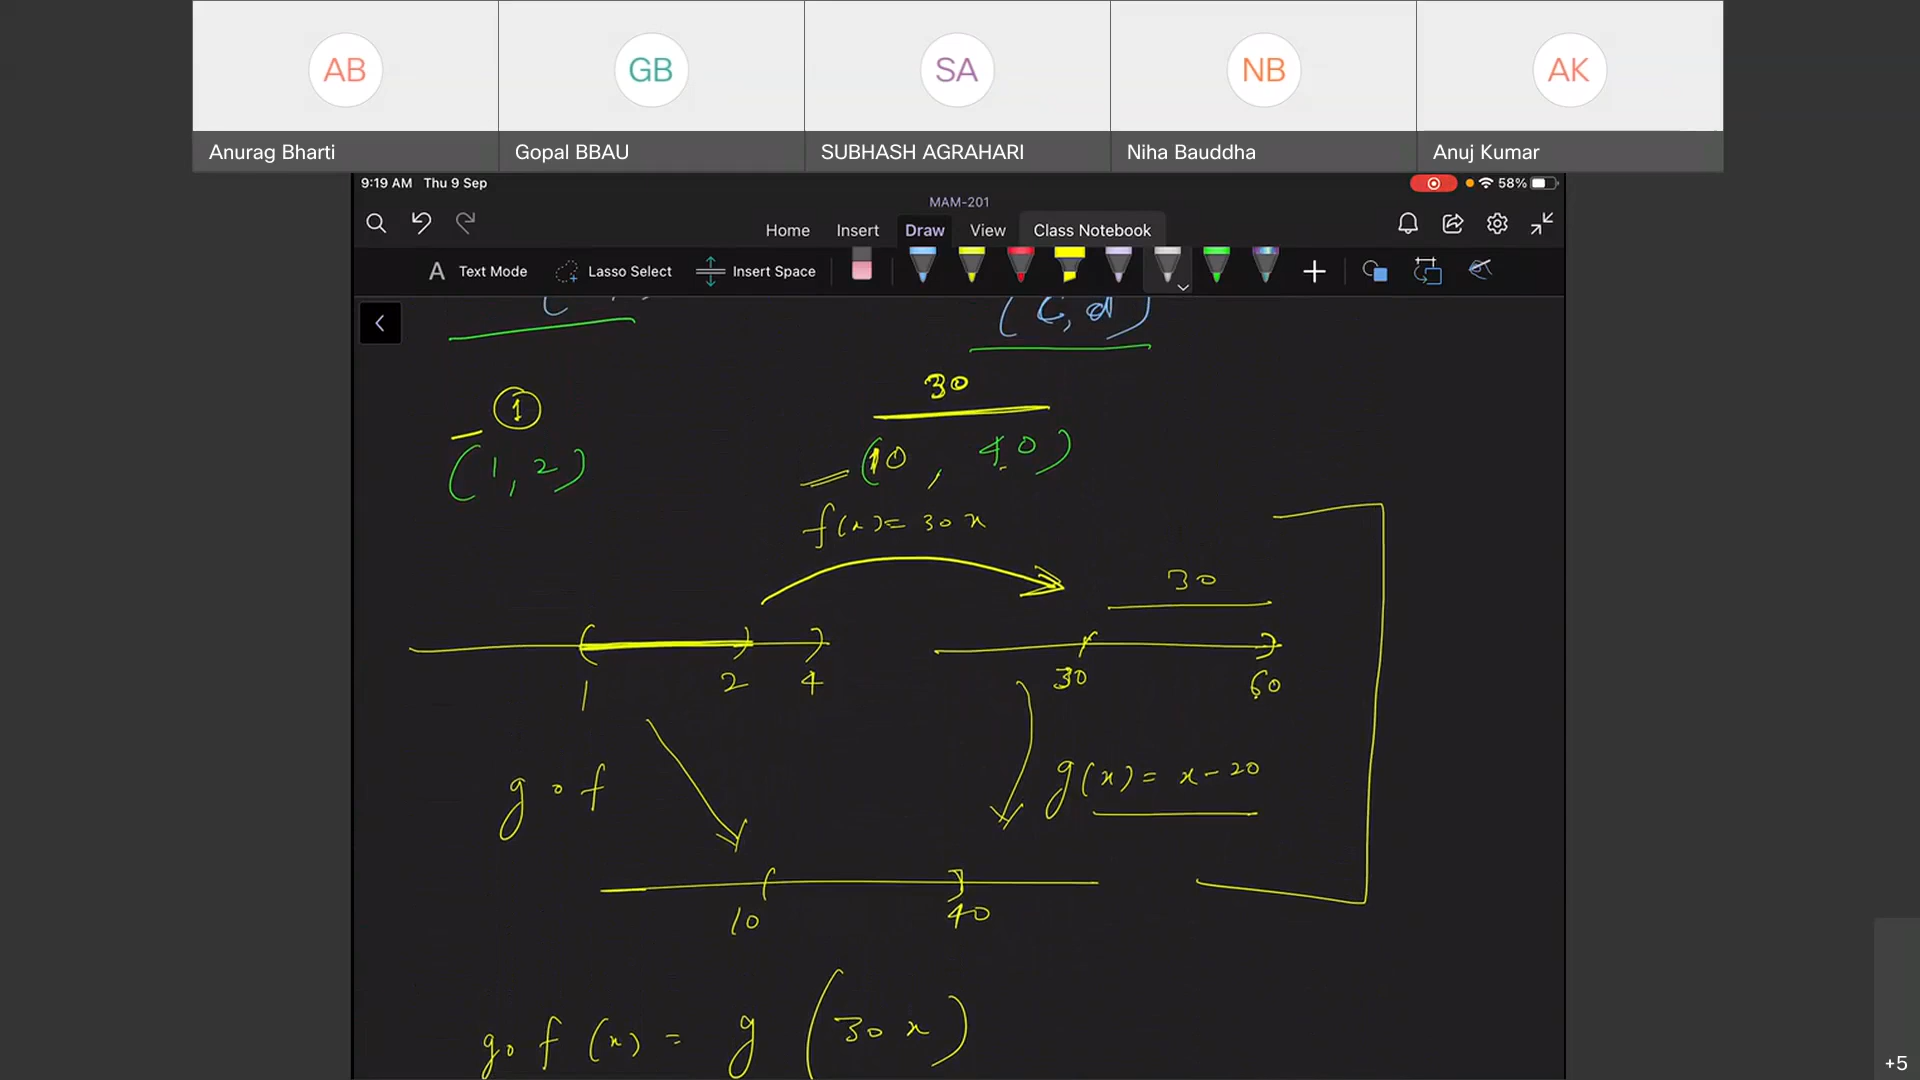 AB GB SA NB AK
Anurag Bharti Gopal BBAU SUBHASH AGRAHARI Niha Bauddha Anuj Kumar
9:19 AM Thu 9 Sep 58%
MAM-201
Home Insert Draw View Class Notebook
A Text Mode Lasso Select Insert Space
(c, d)
① 30
(1, 2) (10, 40)
f(x) = 30 x
30
1 2 4 30 60
g∘f g(x) = x - 20
10 40
g∘f (x) = g (30 x)
+5